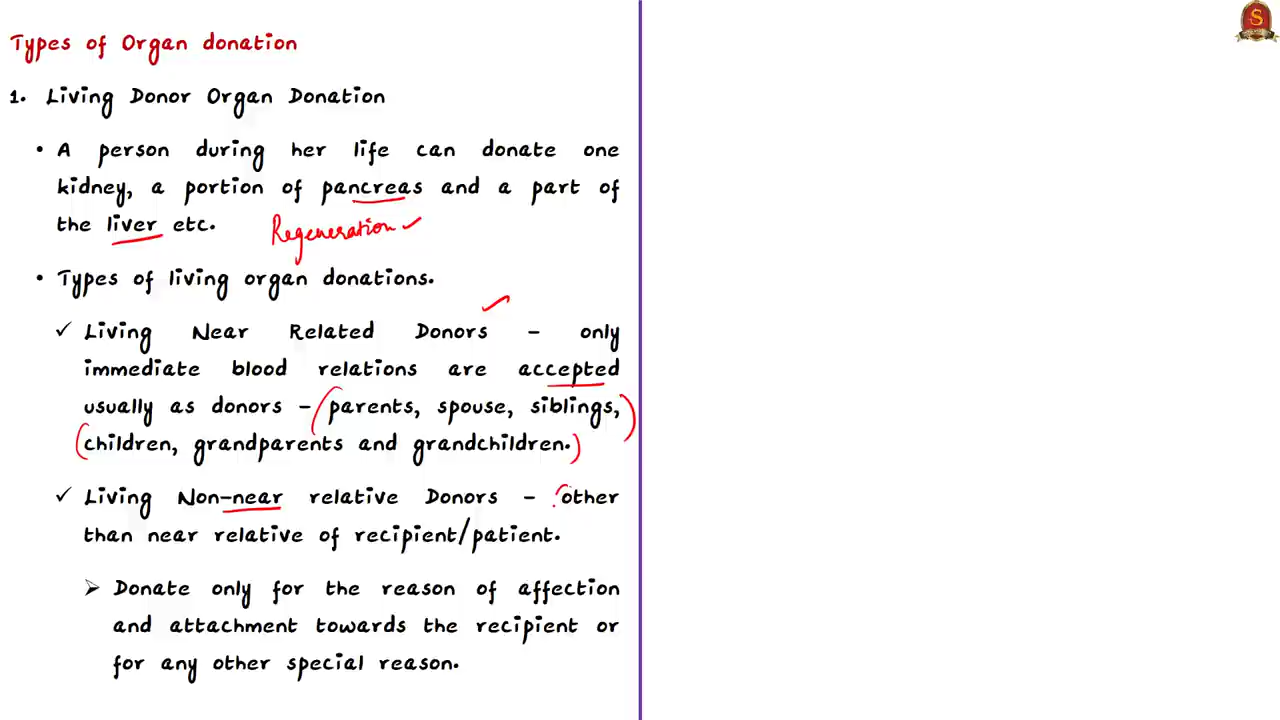 Types of Organ donation
1. Living Donor Organ Donation
• A person during her life can donate one
kidney, a portion of pancreas and a part of
the liver etc.
Regeneration ✓
• Types of living organ donations.
✓ Living Near Related Donors - only
immediate blood relations are accepted
usually as donors - (parents, spouse, siblings,)
(children, grandparents and grandchildren.)
✓ Living Non-near relative Donors - other
than near relative of recipient/patient.
➢ Donate only for the reason of affection
and attachment towards the recipient or
for any other special reason.
S